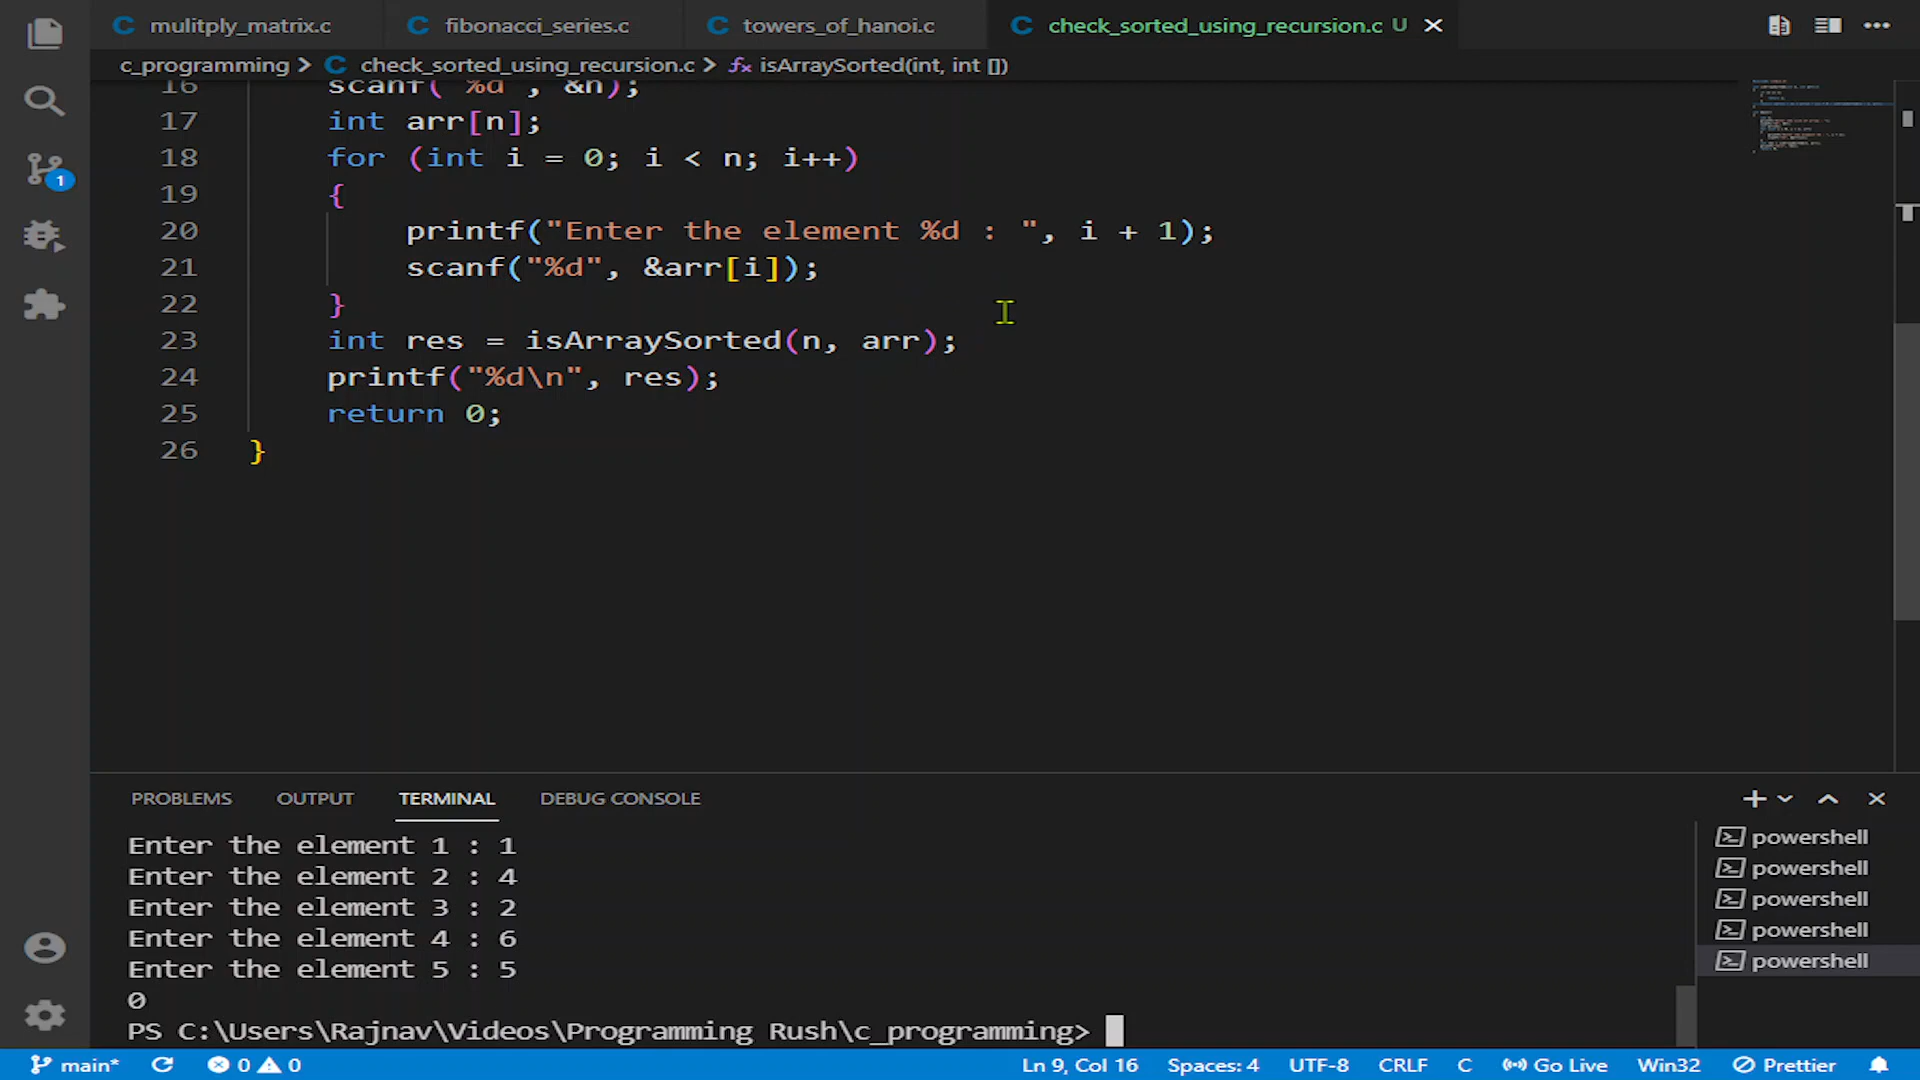 mulitply_matrix.c
fibonacci_series.c
towers_of_hanoi.c
check_sorted_using_recursion.c U
c_programming > check_sorted_using_recursion.c > isArraySorted(int, int [])
16 scanf("%d", &n);
17 int arr[n];
18 for (int i = 0; i < n; i++)
19 {
20 printf("Enter the element %d : ", i + 1);
21 scanf("%d", &arr[i]);
22 }
23 int res = isArraySorted(n, arr);
24 printf("%d\n", res);
25 return 0;
26 }
1
PROBLEMS OUTPUT TERMINAL DEBUG CONSOLE
Enter the element 1 : 1
Enter the element 2 : 4
Enter the element 3 : 2
Enter the element 4 : 6
Enter the element 5 : 5
0
PS C:\Users\Rajnav\Videos\Programming Rush\c_programming>
powershell
powershell
powershell
powershell
powershell
main* 0 0 Ln 9, Col 16 Spaces: 4 UTF-8 CRLF C Go Live Win32 Prettier